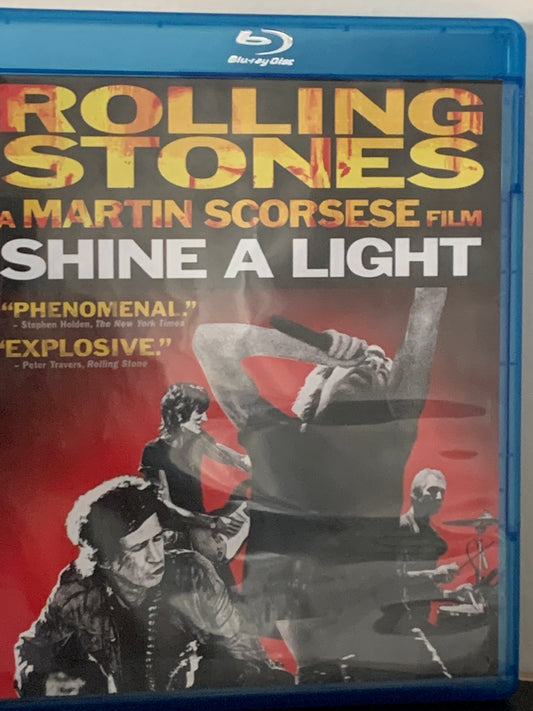 Blu-ray Disc
ROLLING
STONES
A MARTIN SCORSESE FILM
SHINE A LIGHT
"PHENOMENAL."
– Stephen Holden, The New York Times
"EXPLOSIVE."
– Peter Travers, Rolling Stone